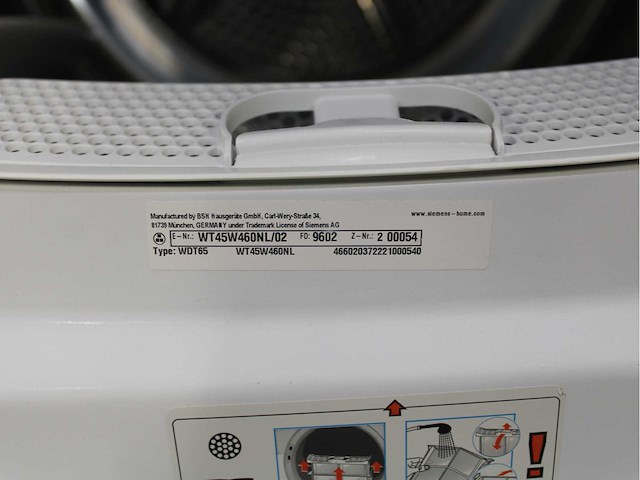 Manufactured by BSH Hausgeräte GmbH, Carl-Wery-Straße 34,
81739 München, GERMANY under Trademark License of Siemens AG
www.siemens-home.com
E-Nr.: WT45W460NL/02 FD: 9602 Z-Nr.: 2 00054
Type: WDT65 WT45W460NL 466020372221000540